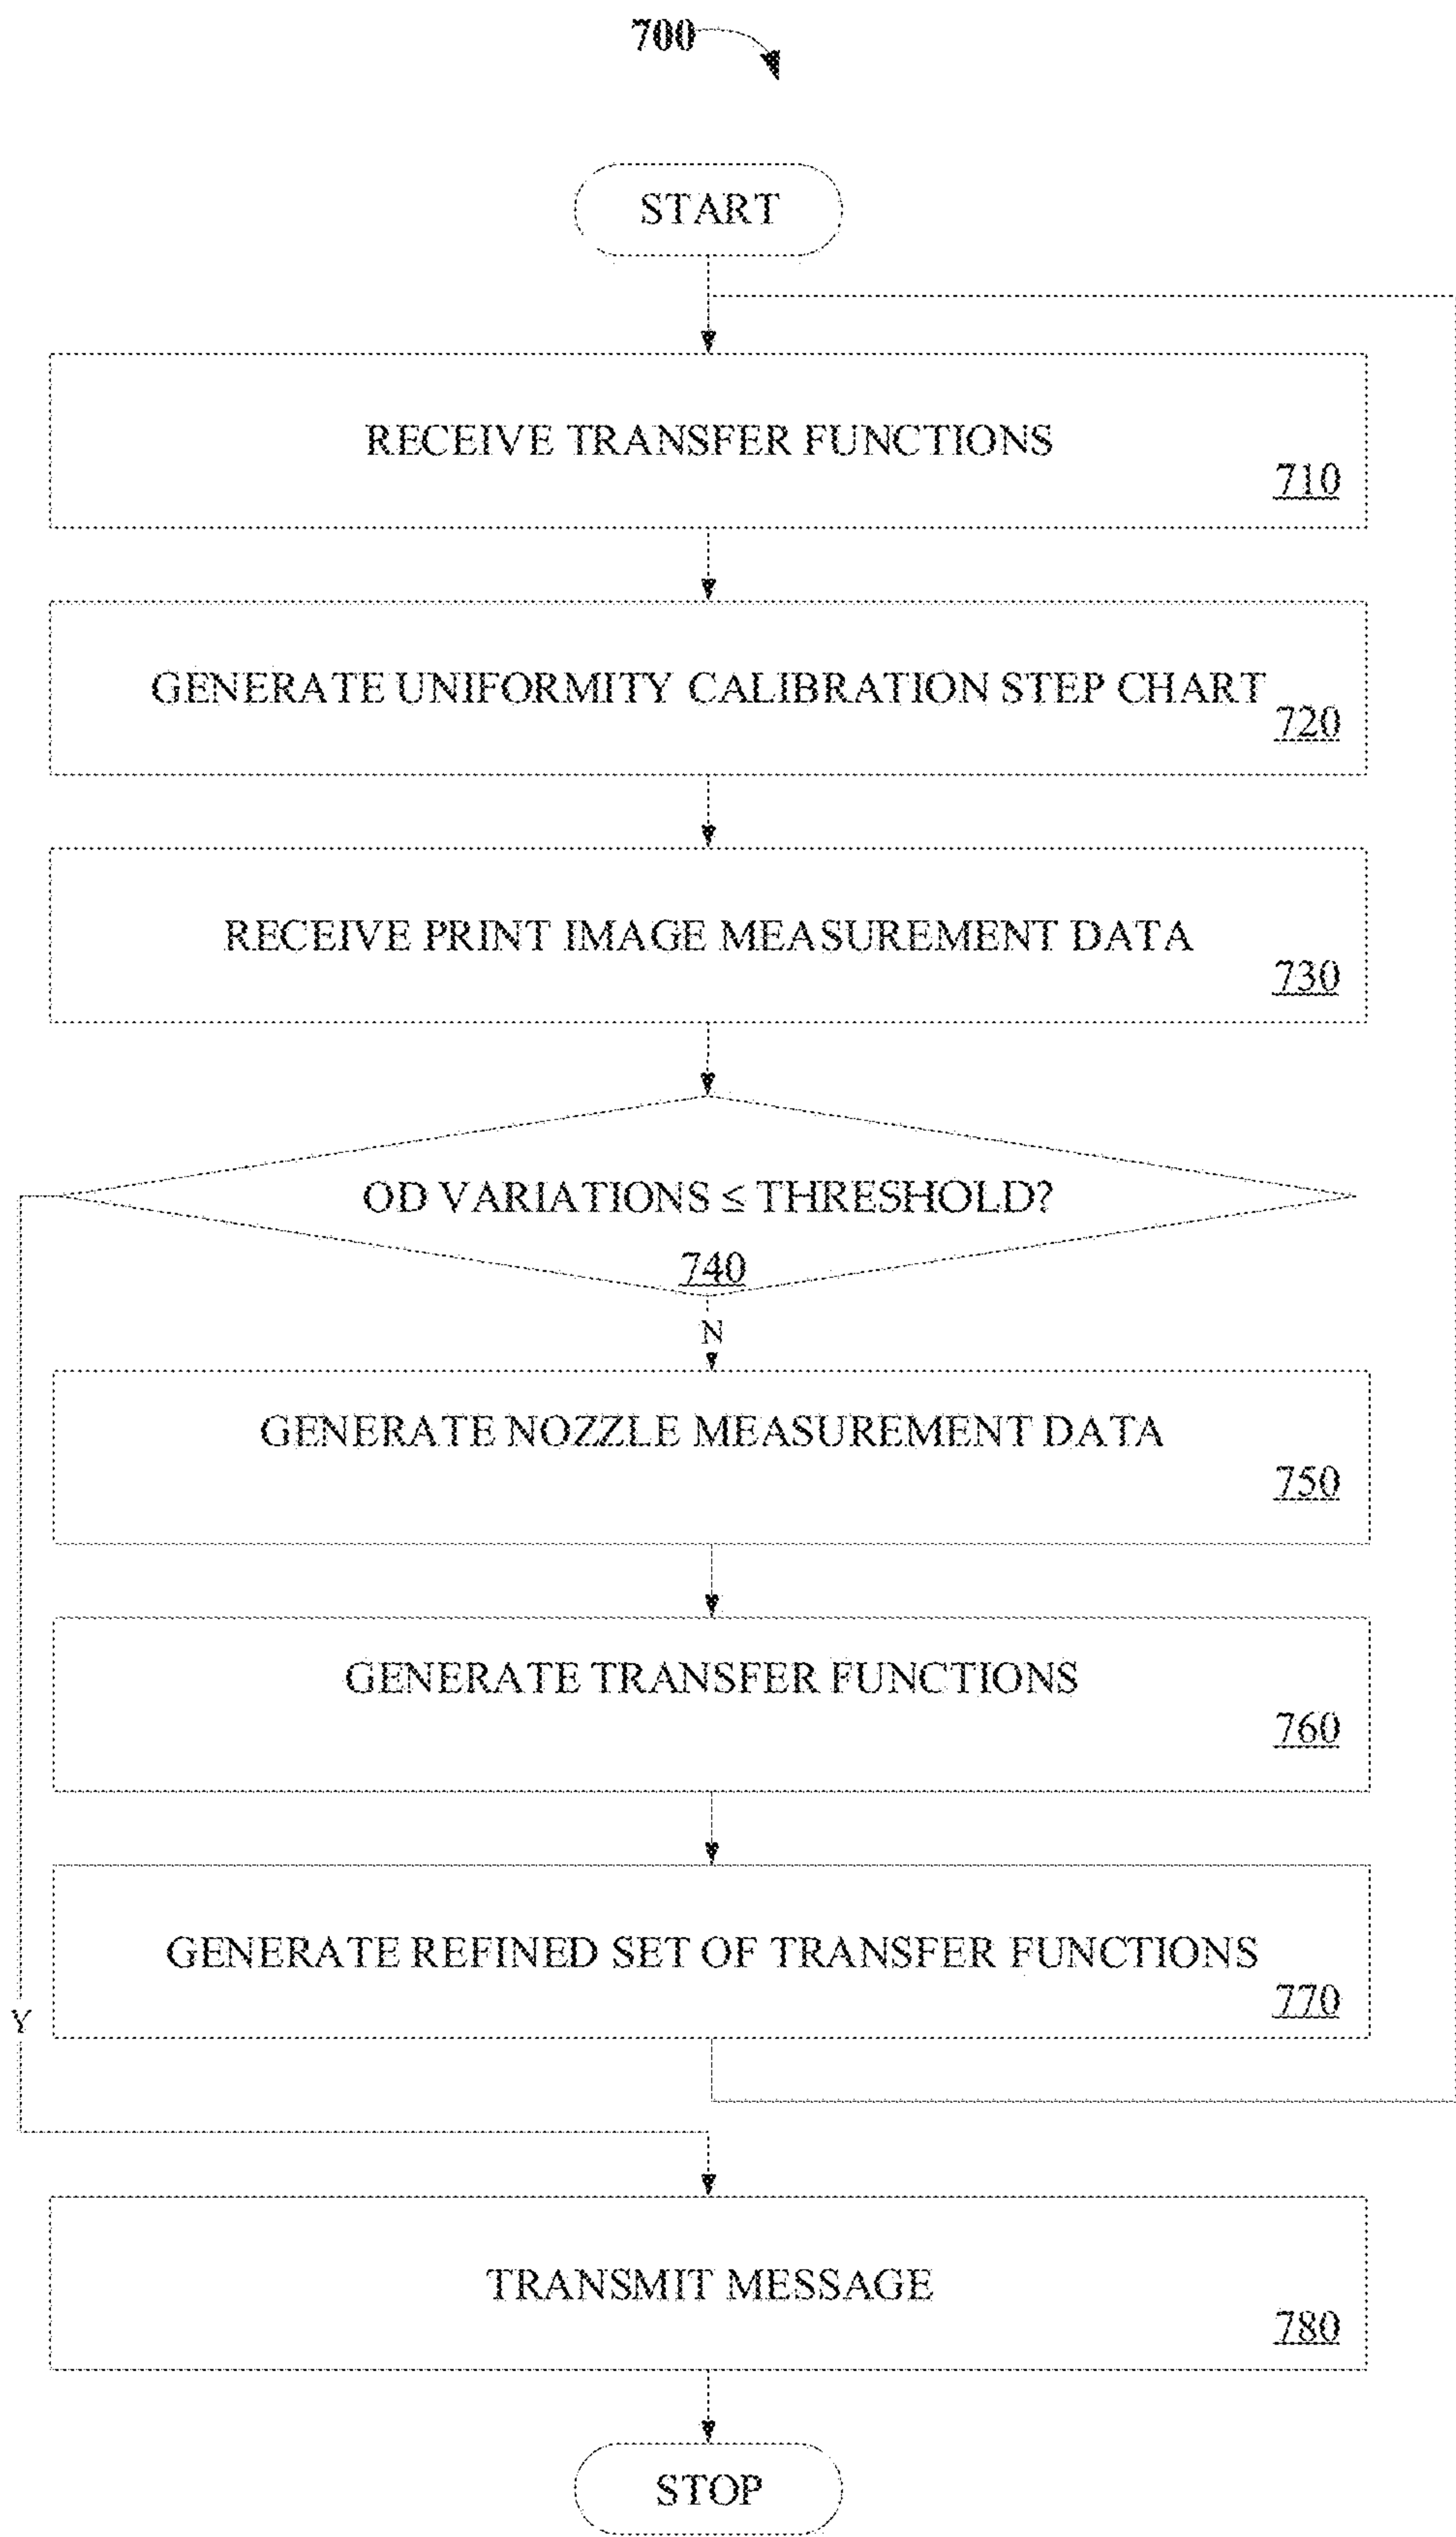 700
START
RECEIVE TRANSFER FUNCTIONS
710
GENERATE UNIFORMITY CALIBRATION STEP CHART
720
RECEIVE PRINT IMAGE MEASUREMENT DATA
730
OD VARIATIONS ≤ THRESHOLD?
740
N
GENERATE NOZZLE MEASUREMENT DATA
750
GENERATE TRANSFER FUNCTIONS
760
GENERATE REFINED SET OF TRANSFER FUNCTIONS
770
Y
TRANSMIT MESSAGE
780
STOP